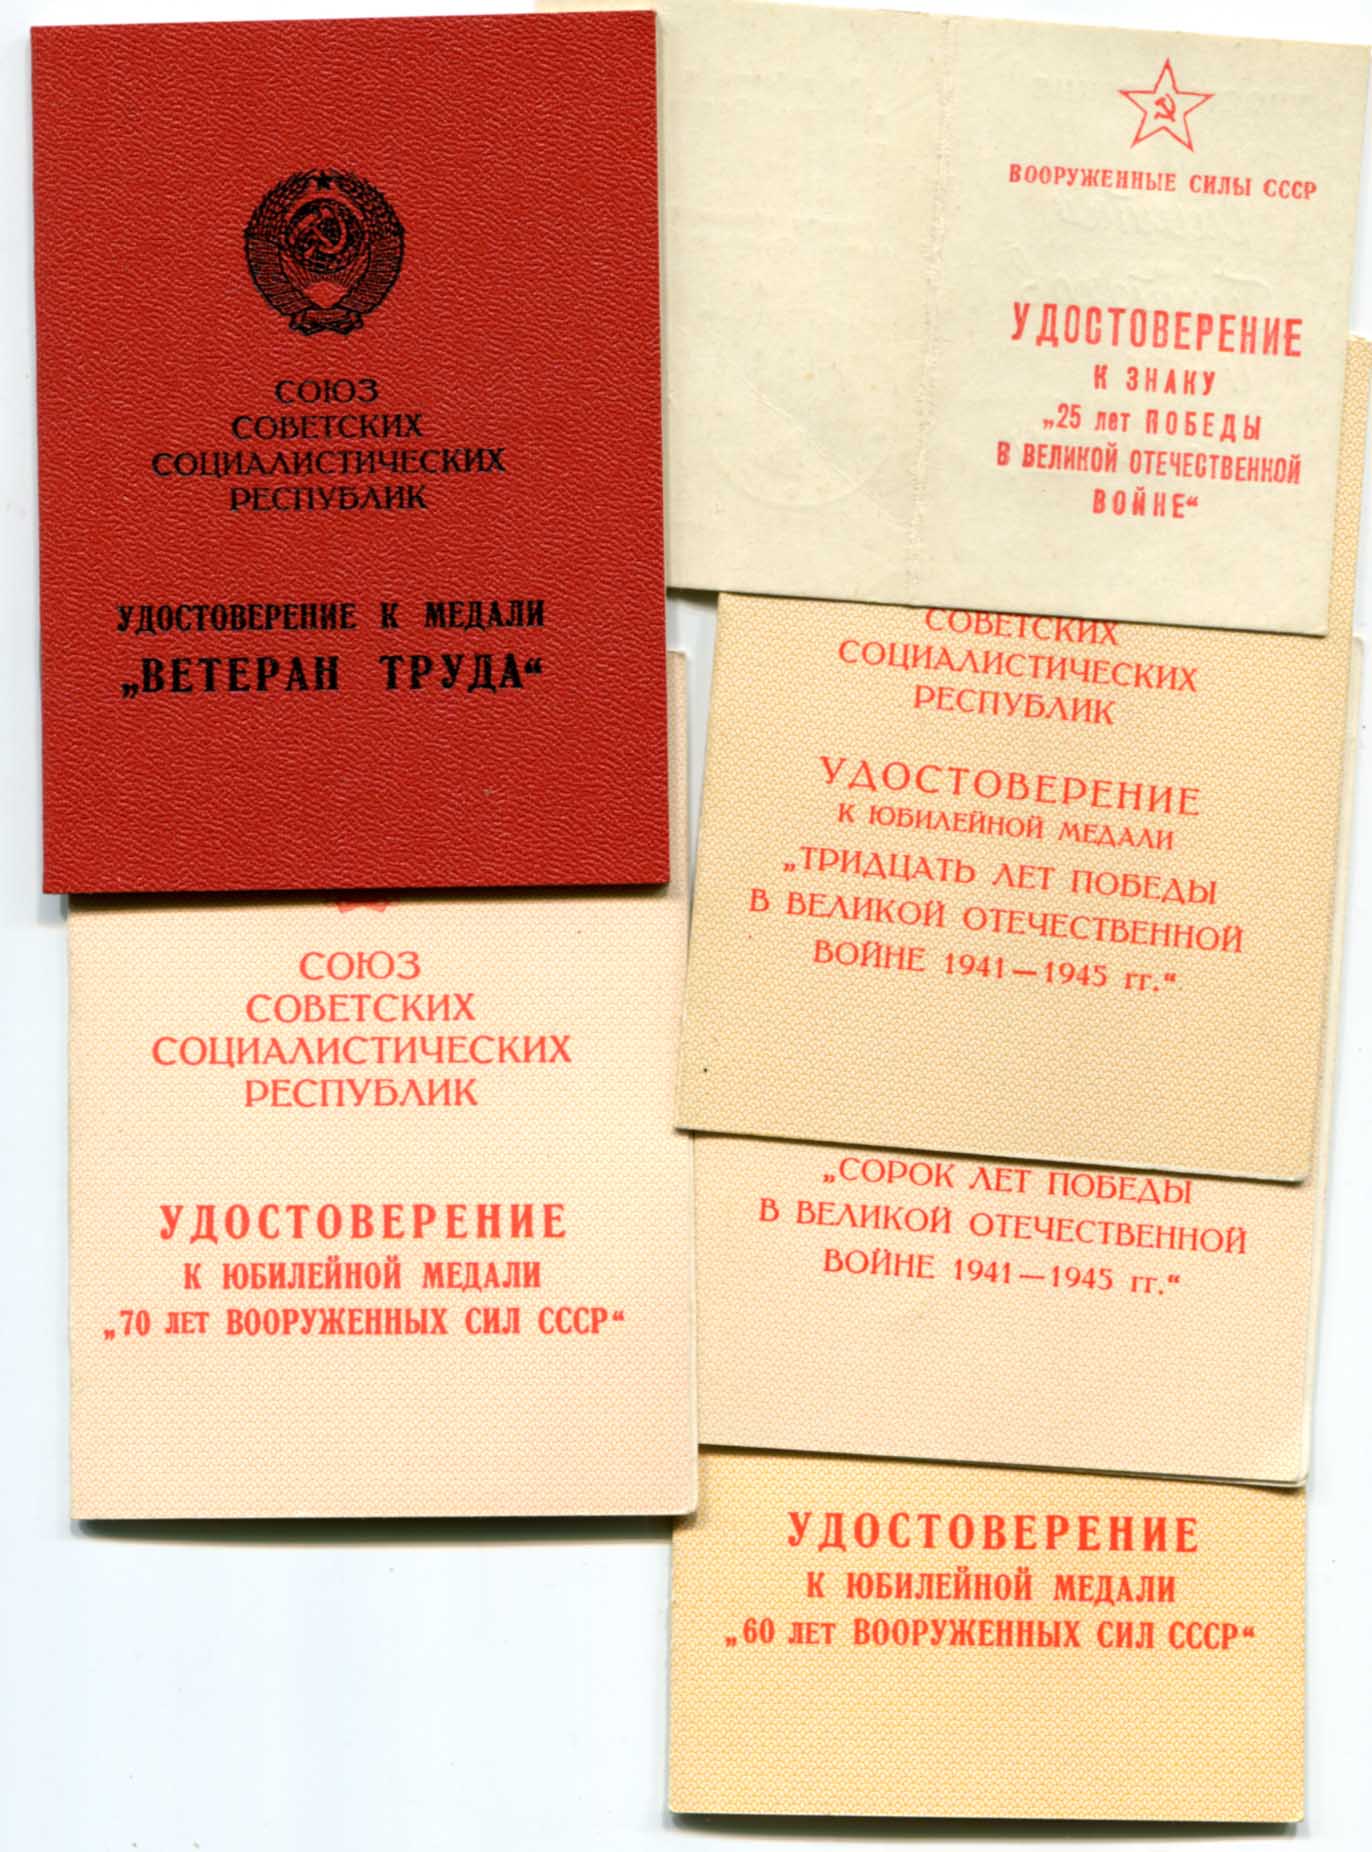 СОЮЗ
СОВЕТСКИХ
СОЦИАЛИСТИЧЕСКИХ
РЕСПУБЛИК
УДОСТОВЕРЕНИЕ К МЕДАЛИ
„ВЕТЕРАН ТРУДА“
ВООРУЖЕННЫЕ СИЛЫ СССР
УДОСТОВЕРЕНИЕ
К ЗНАКУ
„25 лет ПОБЕДЫ
В ВЕЛИКОЙ ОТЕЧЕСТВЕННОЙ
ВОЙНЕ“
СОВЕТСКИХ
СОЦИАЛИСТИЧЕСКИХ
РЕСПУБЛИК
УДОСТОВЕРЕНИЕ
К ЮБИЛЕЙНОЙ МЕДАЛИ
„ТРИДЦАТЬ ЛЕТ ПОБЕДЫ
В ВЕЛИКОЙ ОТЕЧЕСТВЕННОЙ
ВОЙНЕ 1941—1945 гг.“
СОЮЗ
СОВЕТСКИХ
СОЦИАЛИСТИЧЕСКИХ
РЕСПУБЛИК
УДОСТОВЕРЕНИЕ
К ЮБИЛЕЙНОЙ МЕДАЛИ
„70 ЛЕТ ВООРУЖЕННЫХ СИЛ СССР“
„СОРОК ЛЕТ ПОБЕДЫ
В ВЕЛИКОЙ ОТЕЧЕСТВЕННОЙ
ВОЙНЕ 1941—1945 гг.“
УДОСТОВЕРЕНИЕ
К ЮБИЛЕЙНОЙ МЕДАЛИ
„60 ЛЕТ ВООРУЖЕННЫХ СИЛ СССР“